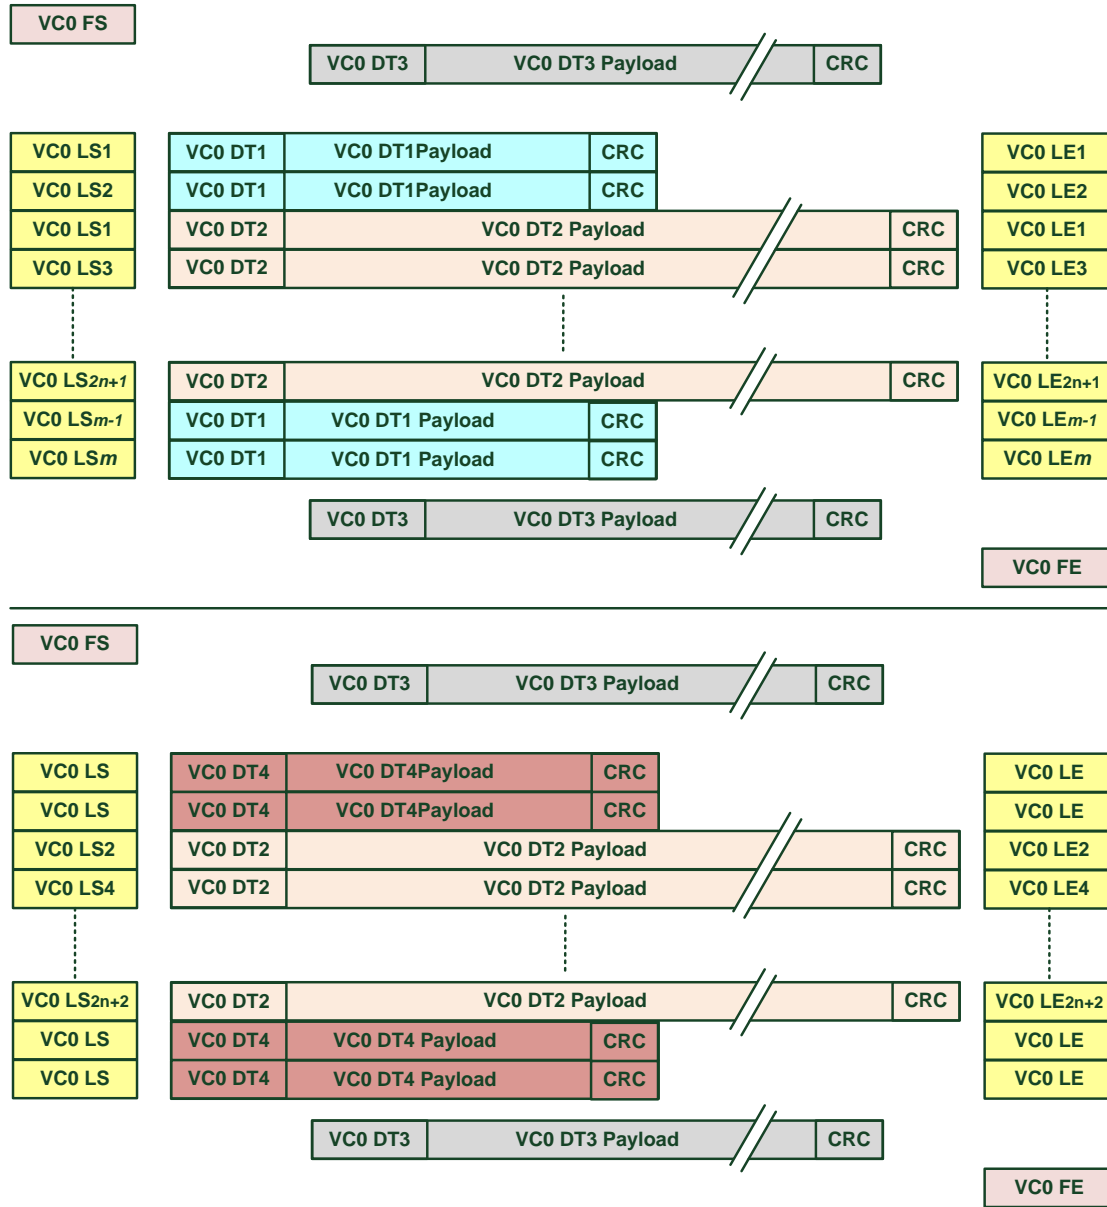 VC0 FS
VC0 DT3 VC0 DT3 Payload CRC
VC0 LS1 VC0 DT1 VC0 DT1Payload CRC VC0 LE1
VC0 LS2 VC0 DT1 VC0 DT1Payload CRC VC0 LE2
VC0 LS1 VC0 DT2 VC0 DT2 Payload CRC VC0 LE1
VC0 LS3 VC0 DT2 VC0 DT2 Payload CRC VC0 LE3
VC0 LS2n+1 VC0 DT2 VC0 DT2 Payload CRC VC0 LE2n+1
VC0 LSm-1 VC0 DT1 VC0 DT1 Payload CRC VC0 LEm-1
VC0 LSm VC0 DT1 VC0 DT1 Payload CRC VC0 LEm
VC0 DT3 VC0 DT3 Payload CRC
VC0 FE
VC0 FS
VC0 DT3 VC0 DT3 Payload CRC
VC0 LS VC0 DT4 VC0 DT4Payload CRC VC0 LE
VC0 LS VC0 DT4 VC0 DT4Payload CRC VC0 LE
VC0 LS2 VC0 DT2 VC0 DT2 Payload CRC VC0 LE2
VC0 LS4 VC0 DT2 VC0 DT2 Payload CRC VC0 LE4
VC0 LS2n+2 VC0 DT2 VC0 DT2 Payload CRC VC0 LE2n+2
VC0 LS VC0 DT4 VC0 DT4 Payload CRC VC0 LE
VC0 LS VC0 DT4 VC0 DT4 Payload CRC VC0 LE
VC0 DT3 VC0 DT3 Payload CRC
VC0 FE